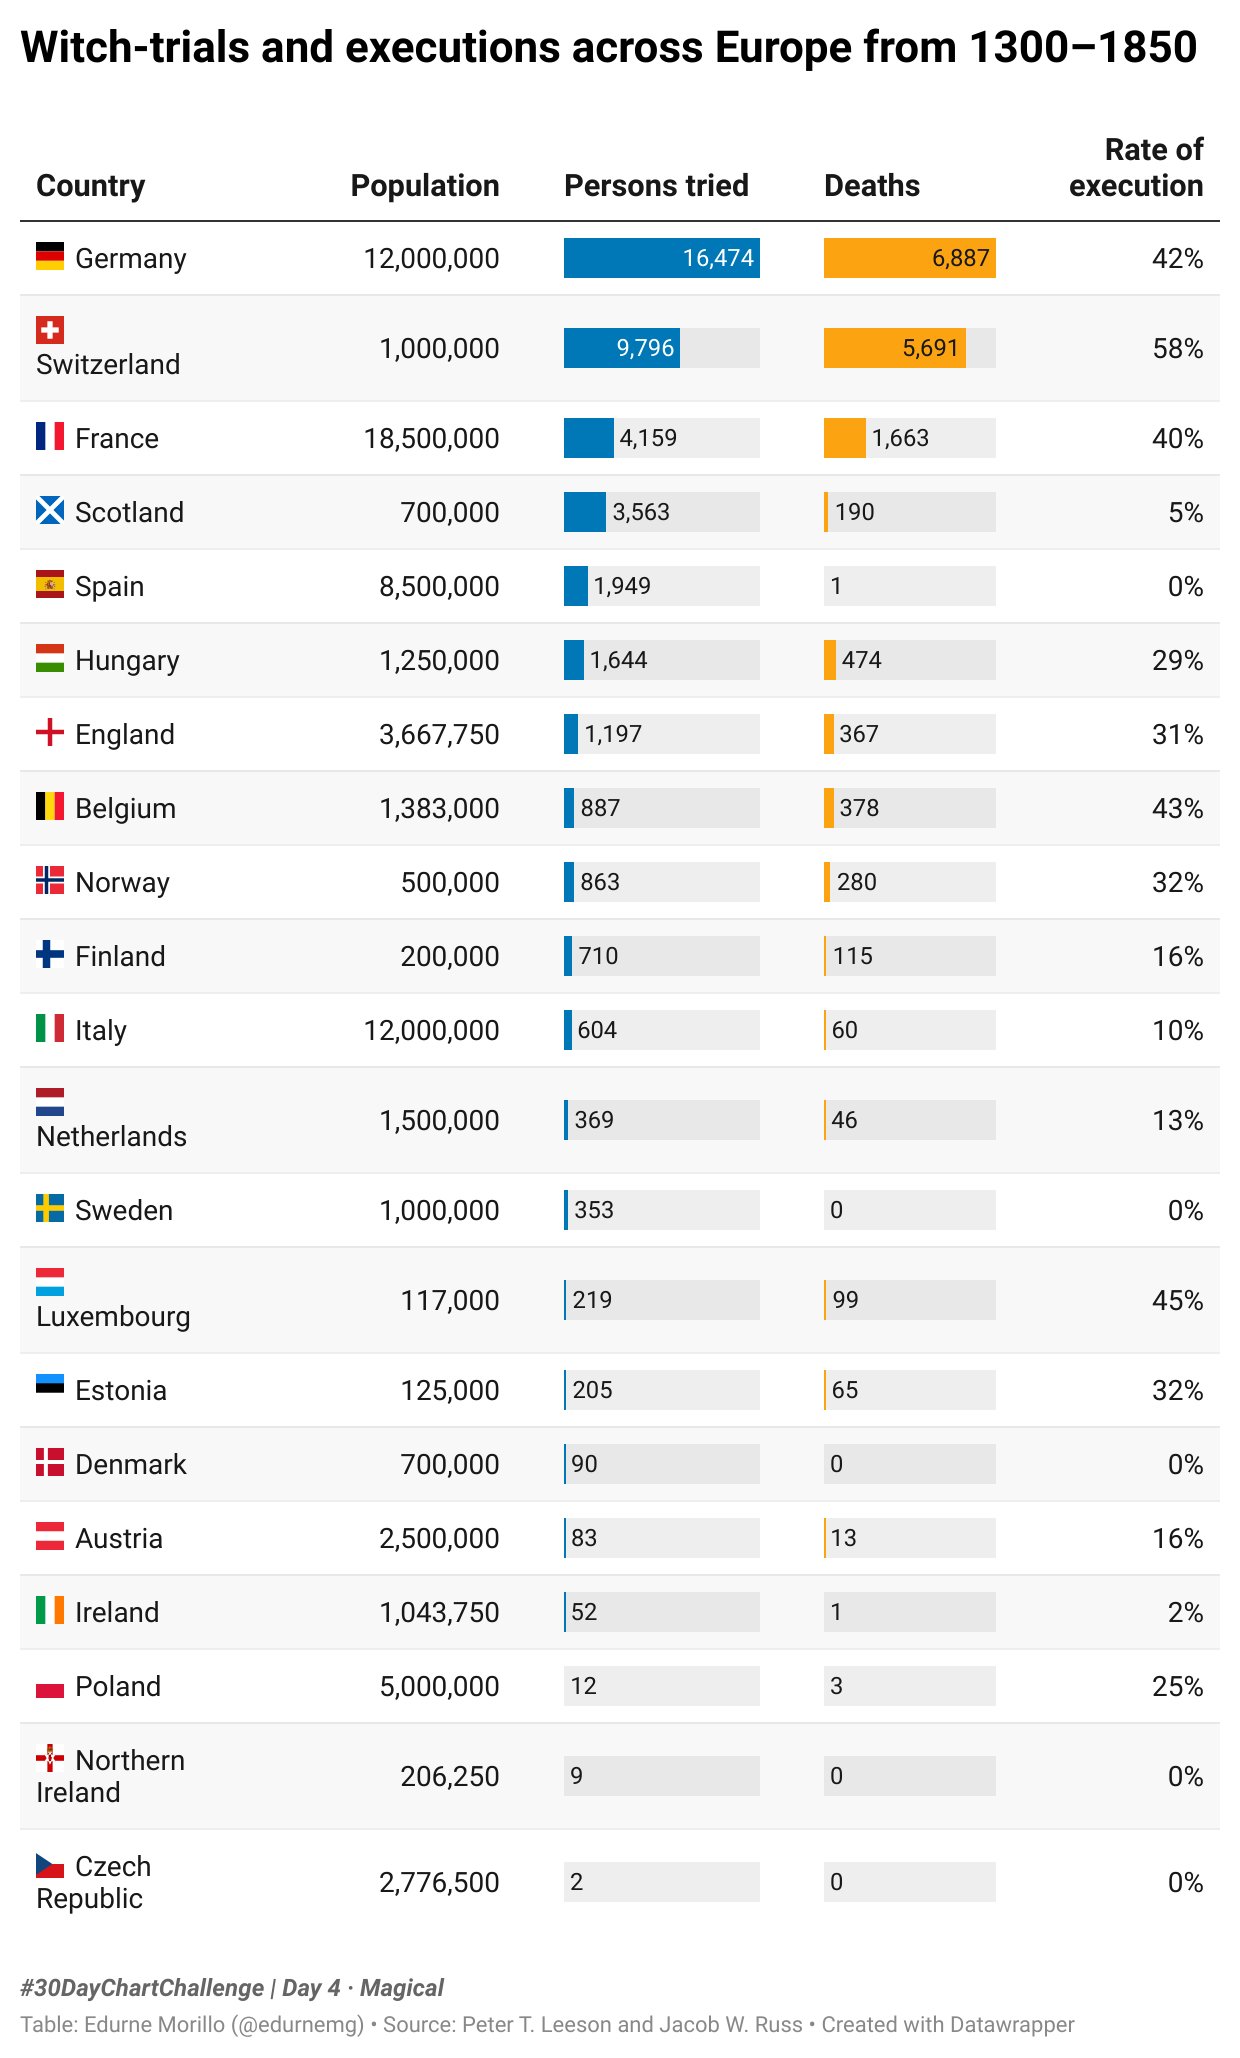 Witch-trials and executions across Europe from 1300–1850
Rate of
Country Population Persons tried Deaths execution
Germany 12,000,000 16,474 6,887 42%
Switzerland 1,000,000 9,796 5,691 58%
France 18,500,000 4,159 1,663 40%
Scotland 700,000 3,563 190 5%
Spain 8,500,000 1,949 1 0%
Hungary 1,250,000 1,644 474 29%
England 3,667,750 1,197 367 31%
Belgium 1,383,000 887 378 43%
Norway 500,000 863 280 32%
Finland 200,000 710 115 16%
Italy 12,000,000 604 60 10%
Netherlands 1,500,000 369 46 13%
Sweden 1,000,000 353 0 0%
Luxembourg 117,000 219 99 45%
Estonia 125,000 205 65 32%
Denmark 700,000 90 0 0%
Austria 2,500,000 83 13 16%
Ireland 1,043,750 52 1 2%
Poland 5,000,000 12 3 25%
Northern
Ireland 206,250 9 0 0%
Czech
Republic 2,776,500 2 0 0%
#30DayChartChallenge | Day 4 · Magical
Table: Edurne Morillo (@edurnemg) • Source: Peter T. Leeson and Jacob W. Russ • Created with Datawrapper